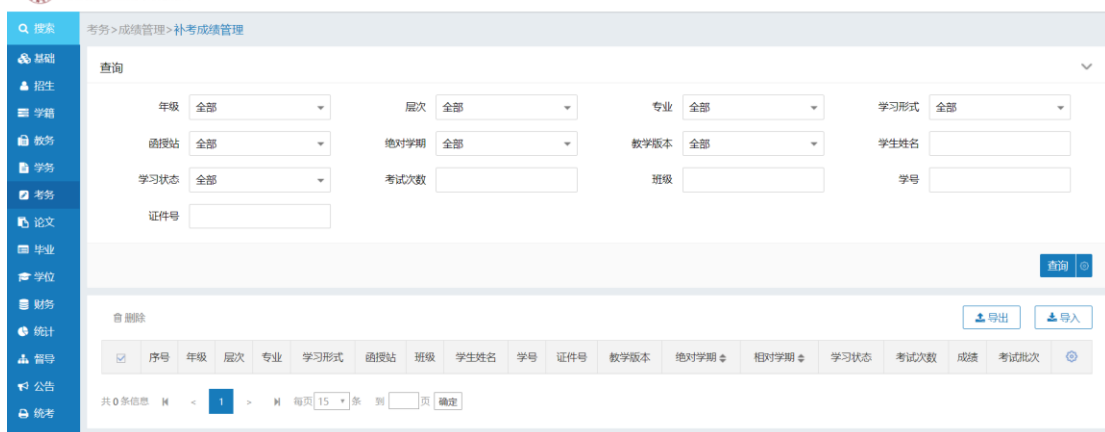 搜索
考务>成绩管理>补考成绩管理
基础
招生
学籍
教务
学务
考务
论文
毕业
学位
财务
统计
督导
公告
统考
查询
年级 全部 层次 全部 专业 全部 学习形式 全部
函授站 全部 绝对学期 全部 教学版本 全部 学生姓名
学习状态 全部 考试次数 班级 学号
证件号
查询
删除 导出 导入
序号 年级 层次 专业 学习形式 函授站 班级 学生姓名 学号 证件号 教学版本 绝对学期 相对学期 学习状态 考试次数 成绩 考试批次
共 0 条信息 < 1 > 每页 15 条 到 页 确定